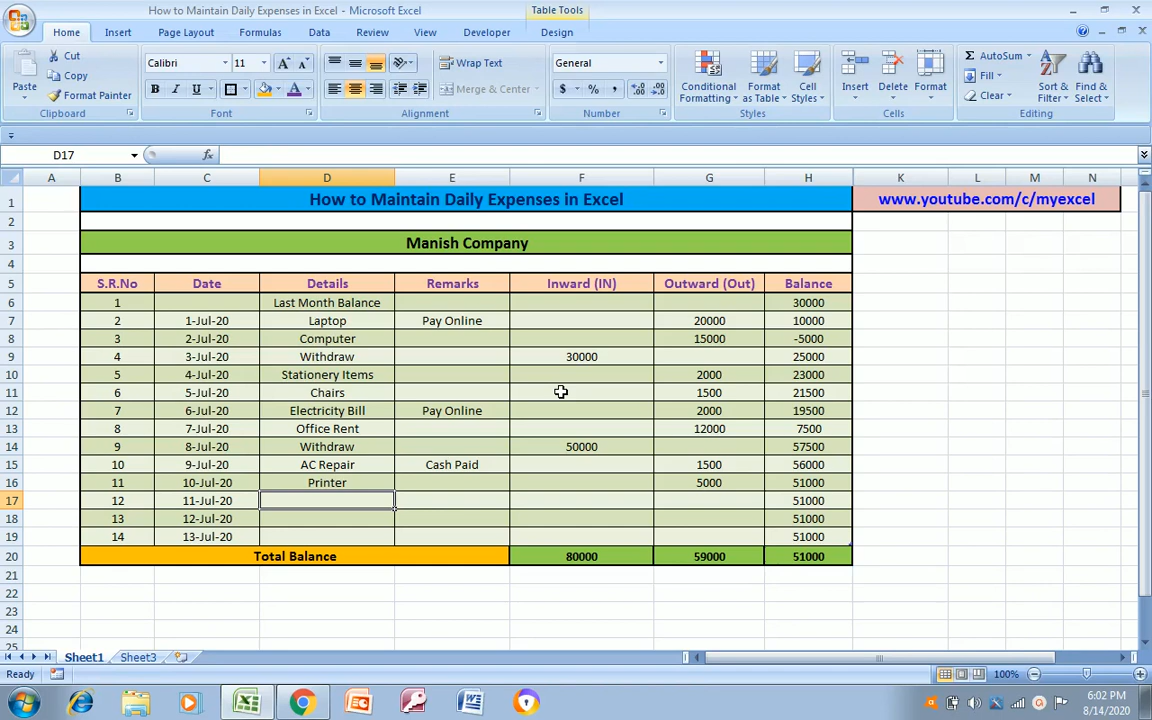 How to Maintain Daily Expenses in Excel - Microsoft Excel
Table Tools
Home Insert Page Layout Formulas Data Review View Developer Design
Cut
Copy
Format Painter
Paste
Clipboard
Calibri 11
B I U
Font
Wrap Text
Merge & Center
Alignment
General
$ % ,
Number
Conditional Formatting
Format as Table
Cell Styles
Styles
Insert Delete Format
Cells
AutoSum
Fill
Clear
Sort & Filter
Find & Select
Editing
D17 fx
A B C D E F G H K L M N
1 How to Maintain Daily Expenses in Excel www.youtube.com/c/myexcel
2
3 Manish Company
4
5 S.R.No Date Details Remarks Inward (IN) Outward (Out) Balance
6 1 Last Month Balance 30000
7 2 1-Jul-20 Laptop Pay Online 20000 10000
8 3 2-Jul-20 Computer 15000 -5000
9 4 3-Jul-20 Withdraw 30000 25000
10 5 4-Jul-20 Stationery Items 2000 23000
11 6 5-Jul-20 Chairs 1500 21500
12 7 6-Jul-20 Electricity Bill Pay Online 2000 19500
13 8 7-Jul-20 Office Rent 12000 7500
14 9 8-Jul-20 Withdraw 50000 57500
15 10 9-Jul-20 AC Repair Cash Paid 1500 56000
16 11 10-Jul-20 Printer 5000 51000
17 12 11-Jul-20 51000
18 13 12-Jul-20 51000
19 14 13-Jul-20 51000
20 Total Balance 80000 59000 51000
21
22
23
24
25
Sheet1 Sheet3
Ready 100%
6:02 PM
8/14/2020